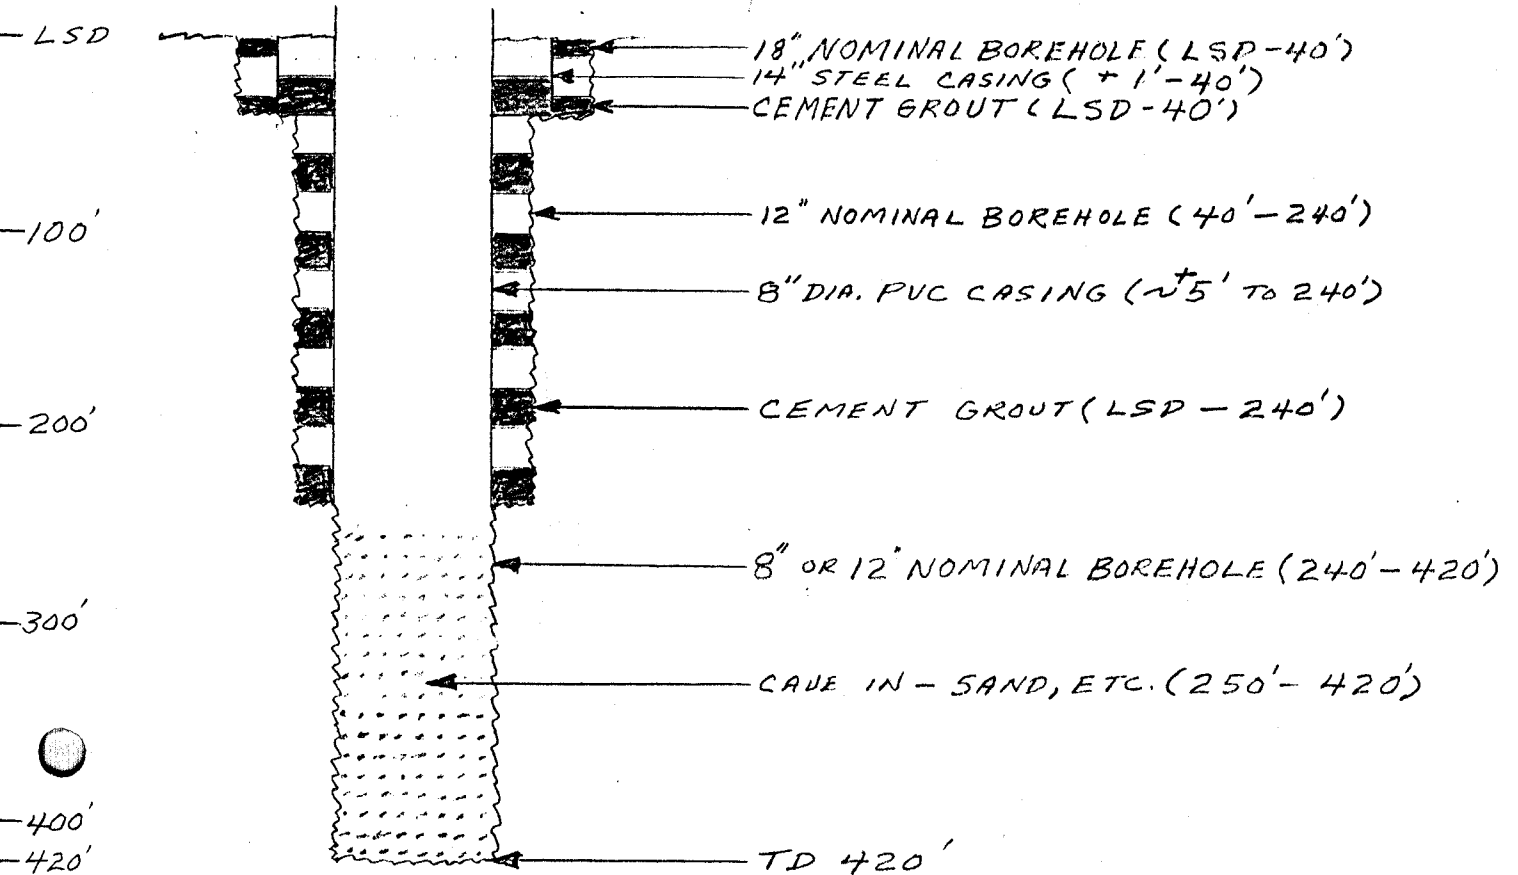 LSD
18" NOMINAL BOREHOLE (LSD-40')
14" STEEL CASING ( + 1'-40')
CEMENT GROUT (LSD-40')
12" NOMINAL BOREHOLE (40'-240')
100'
8" DIA. PVC CASING (~+5' TO 240')
CEMENT GROUT (LSD - 240')
200'
8" OR 12" NOMINAL BOREHOLE (240'-420')
300'
CAVE IN - SAND, ETC. (250'- 420')
400'
420'
TD 420'